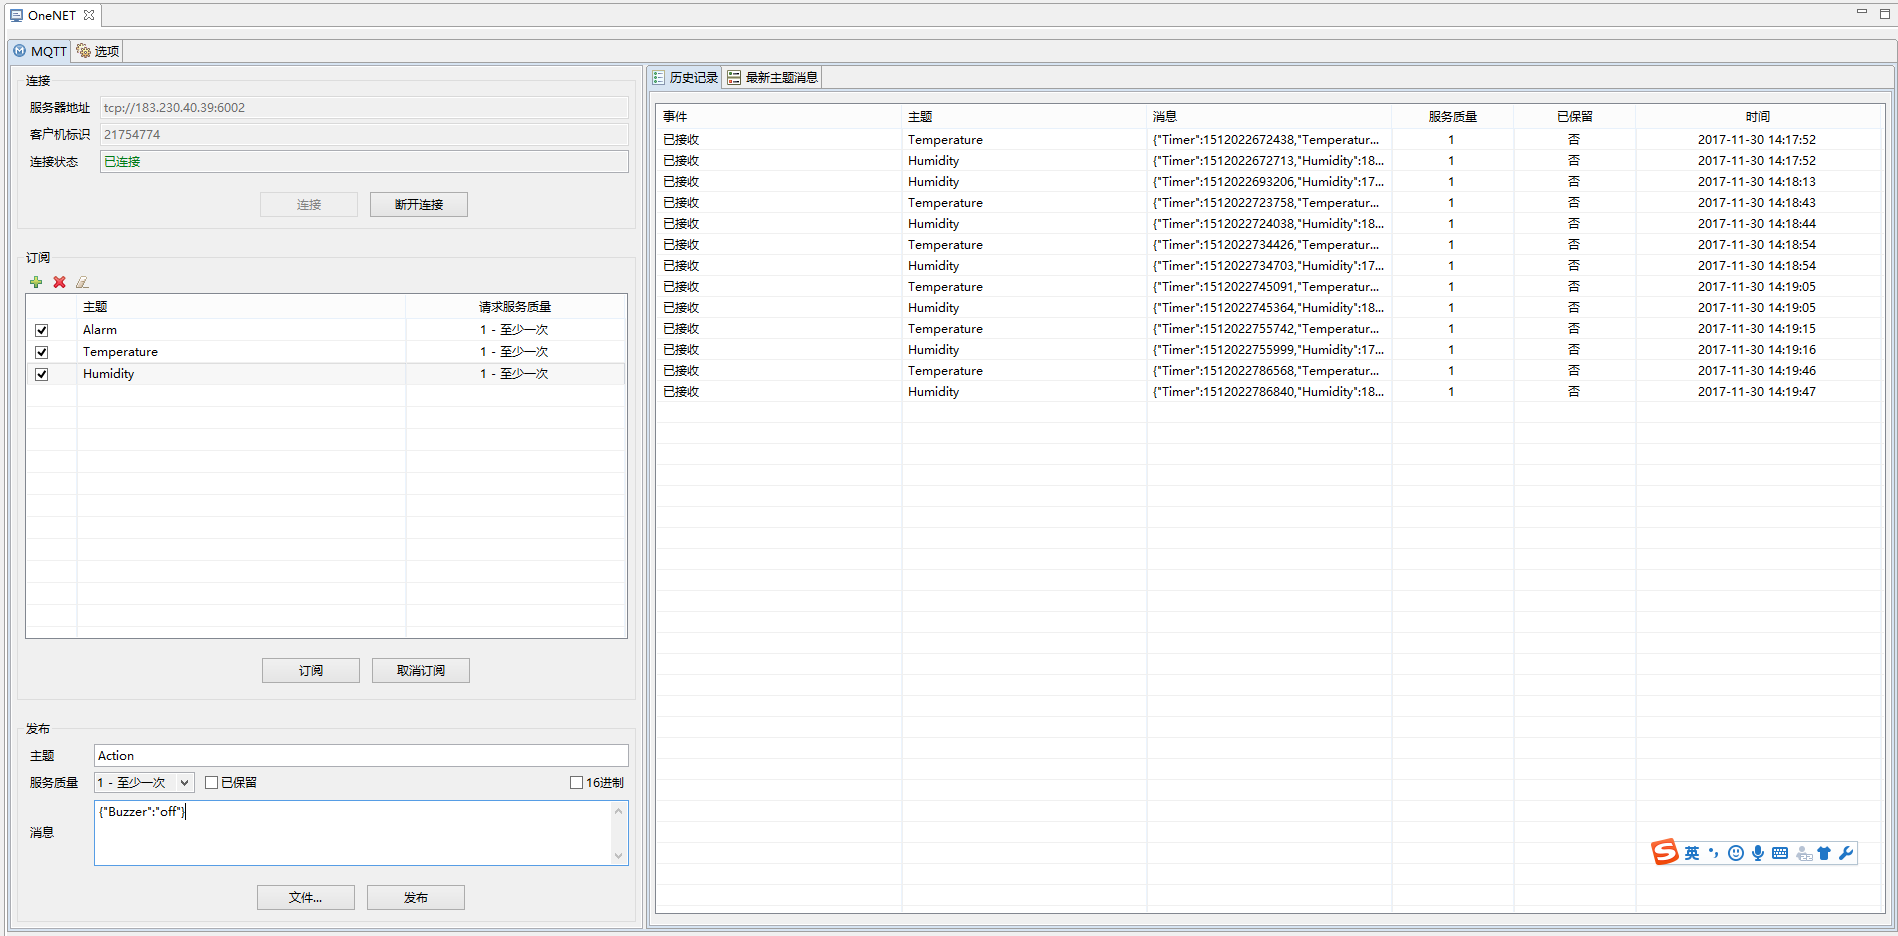 OneNET
MQTT 选项
连接
服务器地址 tcp://183.230.40.39:6002
客户机标识 21754774
连接状态 已连接
连接 断开连接
订阅
主题 请求服务质量
Alarm 1 - 至少一次
Temperature 1 - 至少一次
Humidity 1 - 至少一次
订阅 取消订阅
发布
主题 Action
服务质量 1 - 至少一次 已保留 16进制
消息 {"Buzzer":"off"}
文件... 发布
历史记录 最新主题消息
事件 主题 消息 服务质量 已保留 时间
已接收 Temperature {"Timer":1512022672438,"Temperatur... 1 否 2017-11-30 14:17:52
已接收 Humidity {"Timer":1512022672713,"Humidity":18... 1 否 2017-11-30 14:17:52
已接收 Humidity {"Timer":1512022693206,"Humidity":17... 1 否 2017-11-30 14:18:13
已接收 Temperature {"Timer":1512022723758,"Temperatur... 1 否 2017-11-30 14:18:43
已接收 Humidity {"Timer":1512022724038,"Humidity":18... 1 否 2017-11-30 14:18:44
已接收 Temperature {"Timer":1512022734426,"Temperatur... 1 否 2017-11-30 14:18:54
已接收 Humidity {"Timer":1512022734703,"Humidity":17... 1 否 2017-11-30 14:18:54
已接收 Temperature {"Timer":1512022745091,"Temperatur... 1 否 2017-11-30 14:19:05
已接收 Humidity {"Timer":1512022745364,"Humidity":18... 1 否 2017-11-30 14:19:05
已接收 Temperature {"Timer":1512022755742,"Temperatur... 1 否 2017-11-30 14:19:15
已接收 Humidity {"Timer":1512022755999,"Humidity":17... 1 否 2017-11-30 14:19:16
已接收 Temperature {"Timer":1512022786568,"Temperatur... 1 否 2017-11-30 14:19:46
已接收 Humidity {"Timer":1512022786840,"Humidity":18... 1 否 2017-11-30 14:19:47
S 英